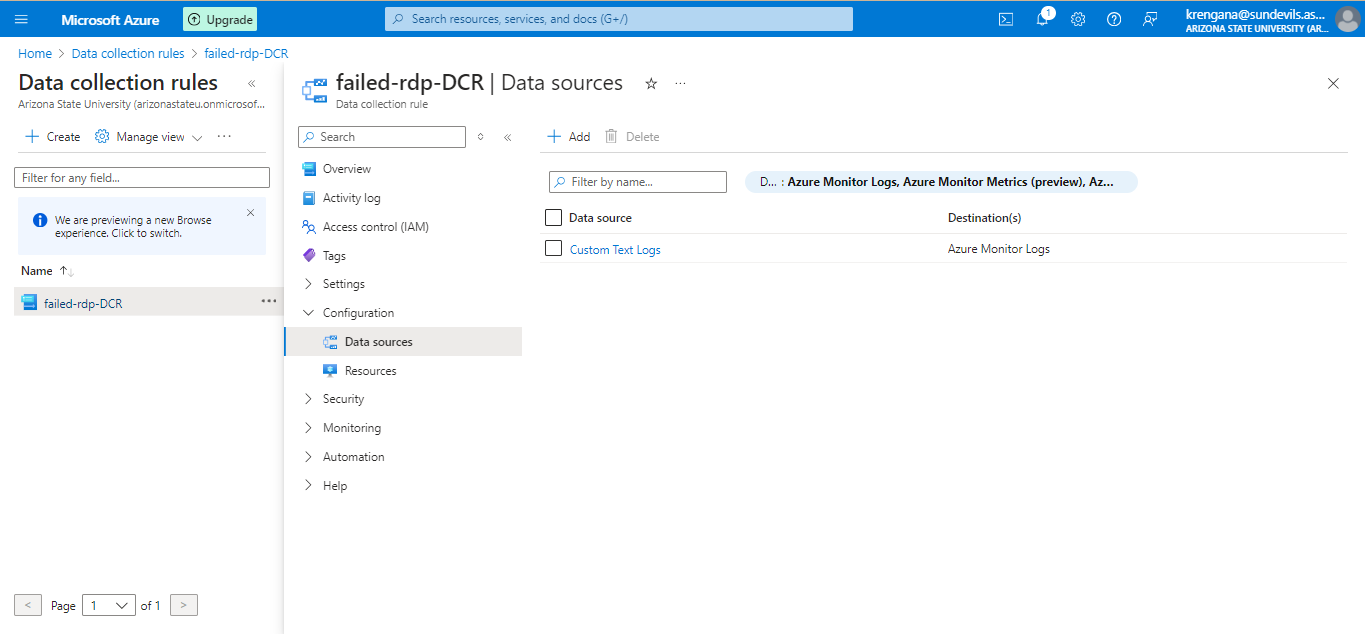 Microsoft Azure
Upgrade
Search resources, services, and docs (G+/)
1
krengana@sundevils.as...
ARIZONA STATE UNIVERSITY (AR...
Home > Data collection rules > failed-rdp-DCR
Data collection rules «
Arizona State University (arizonastateu.onmicrosof...
+ Create
Manage view
...
Filter for any field...
We are previewing a new Browse
experience. Click to switch.
Name ↑↓
failed-rdp-DCR ...
< Page 1 of 1 >
failed-rdp-DCR | Data sources
...
Data collection rule
Search
«
Overview
Activity log
Access control (IAM)
Tags
Settings
Configuration
Data sources
Resources
Security
Monitoring
Automation
Help
+ Add
Delete
Filter by name...
D... : Azure Monitor Logs, Azure Monitor Metrics (preview), Az...
Data source Destination(s)
Custom Text Logs Azure Monitor Logs